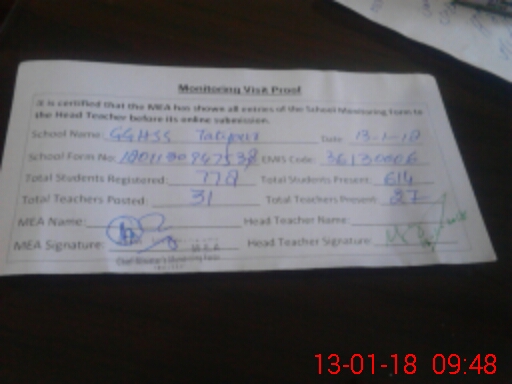 Monitoring Visit Proof
It is certified that the MEA has shown all entries of the School Monitoring Form to
the Head Teacher before its online submission.
School Name: GGHSS Date 13-1-18
School Form No: EMIS Code: 36130006
Total Students Registered: 778 Total Students Present: 614
Total Teachers Posted: 31 Total Teachers Present: 27
MEA Name: Head Teacher Name:
MEA Signature: M.E.A Head Teacher Signature:
13-01-18 09:48